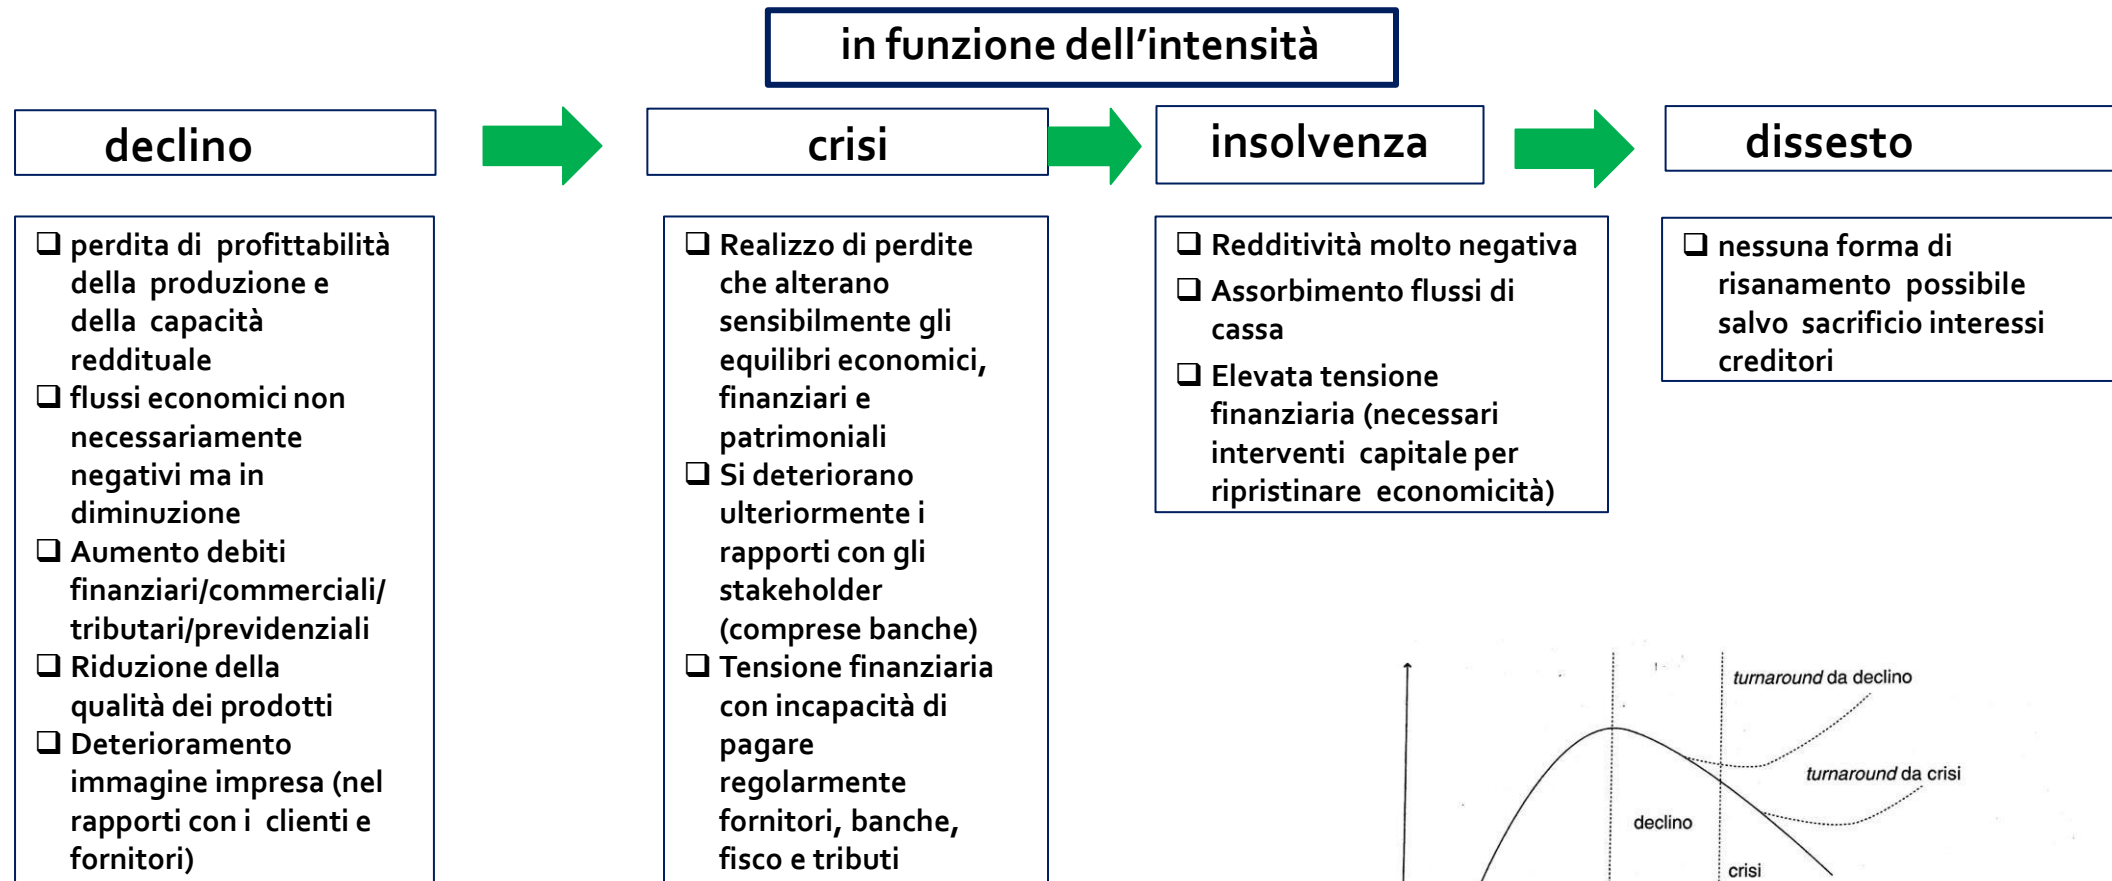 in funzione dell'intensità
declino
crisi
insolvenza
dissesto
❑ perdita di profittabilità
della produzione e
della capacità
reddituale
❑ flussi economici non
necessariamente
negativi ma in
diminuzione
❑ Aumento debiti
finanziari/commerciali/
tributari/previdenziali
❑ Riduzione della
qualità dei prodotti
❑ Deterioramento
immagine impresa (nel
rapporti con i clienti e
fornitori)
❑ Realizzo di perdite
che alterano
sensibilmente gli
equilibri economici,
finanziari e
patrimoniali
❑ Si deteriorano
ulteriormente i
rapporti con gli
stakeholder
(comprese banche)
❑ Tensione finanziaria
con incapacità di
pagare
regolarmente
fornitori, banche,
fisco e tributi
❑ Redditività molto negativa
❑ Assorbimento flussi di
cassa
❑ Elevata tensione
finanziaria (necessari
interventi capitale per
ripristinare economicità)
❑ nessuna forma di
risanamento possibile
salvo sacrificio interessi
creditori
turnaround da declino
turnaround da crisi
declino
crisi